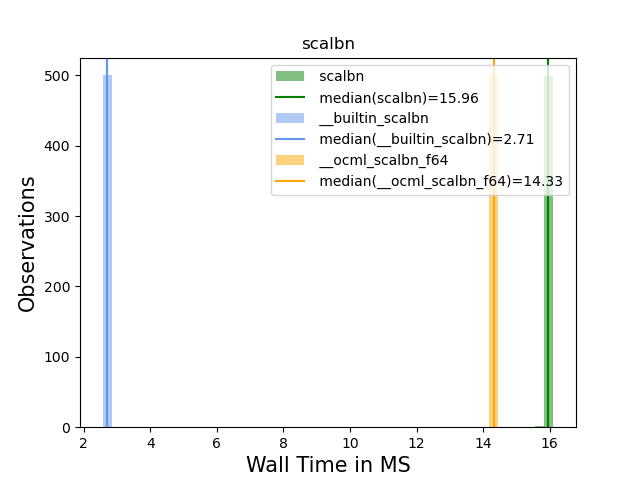 scalbn
scalbn
median(scalbn)=15.96
__builtin_scalbn
median(__builtin_scalbn)=2.71
__ocml_scalbn_f64
median(__ocml_scalbn_f64)=14.33
Observations
500
400
300
200
100
0
2 4 6 8 10 12 14 16
Wall Time in MS